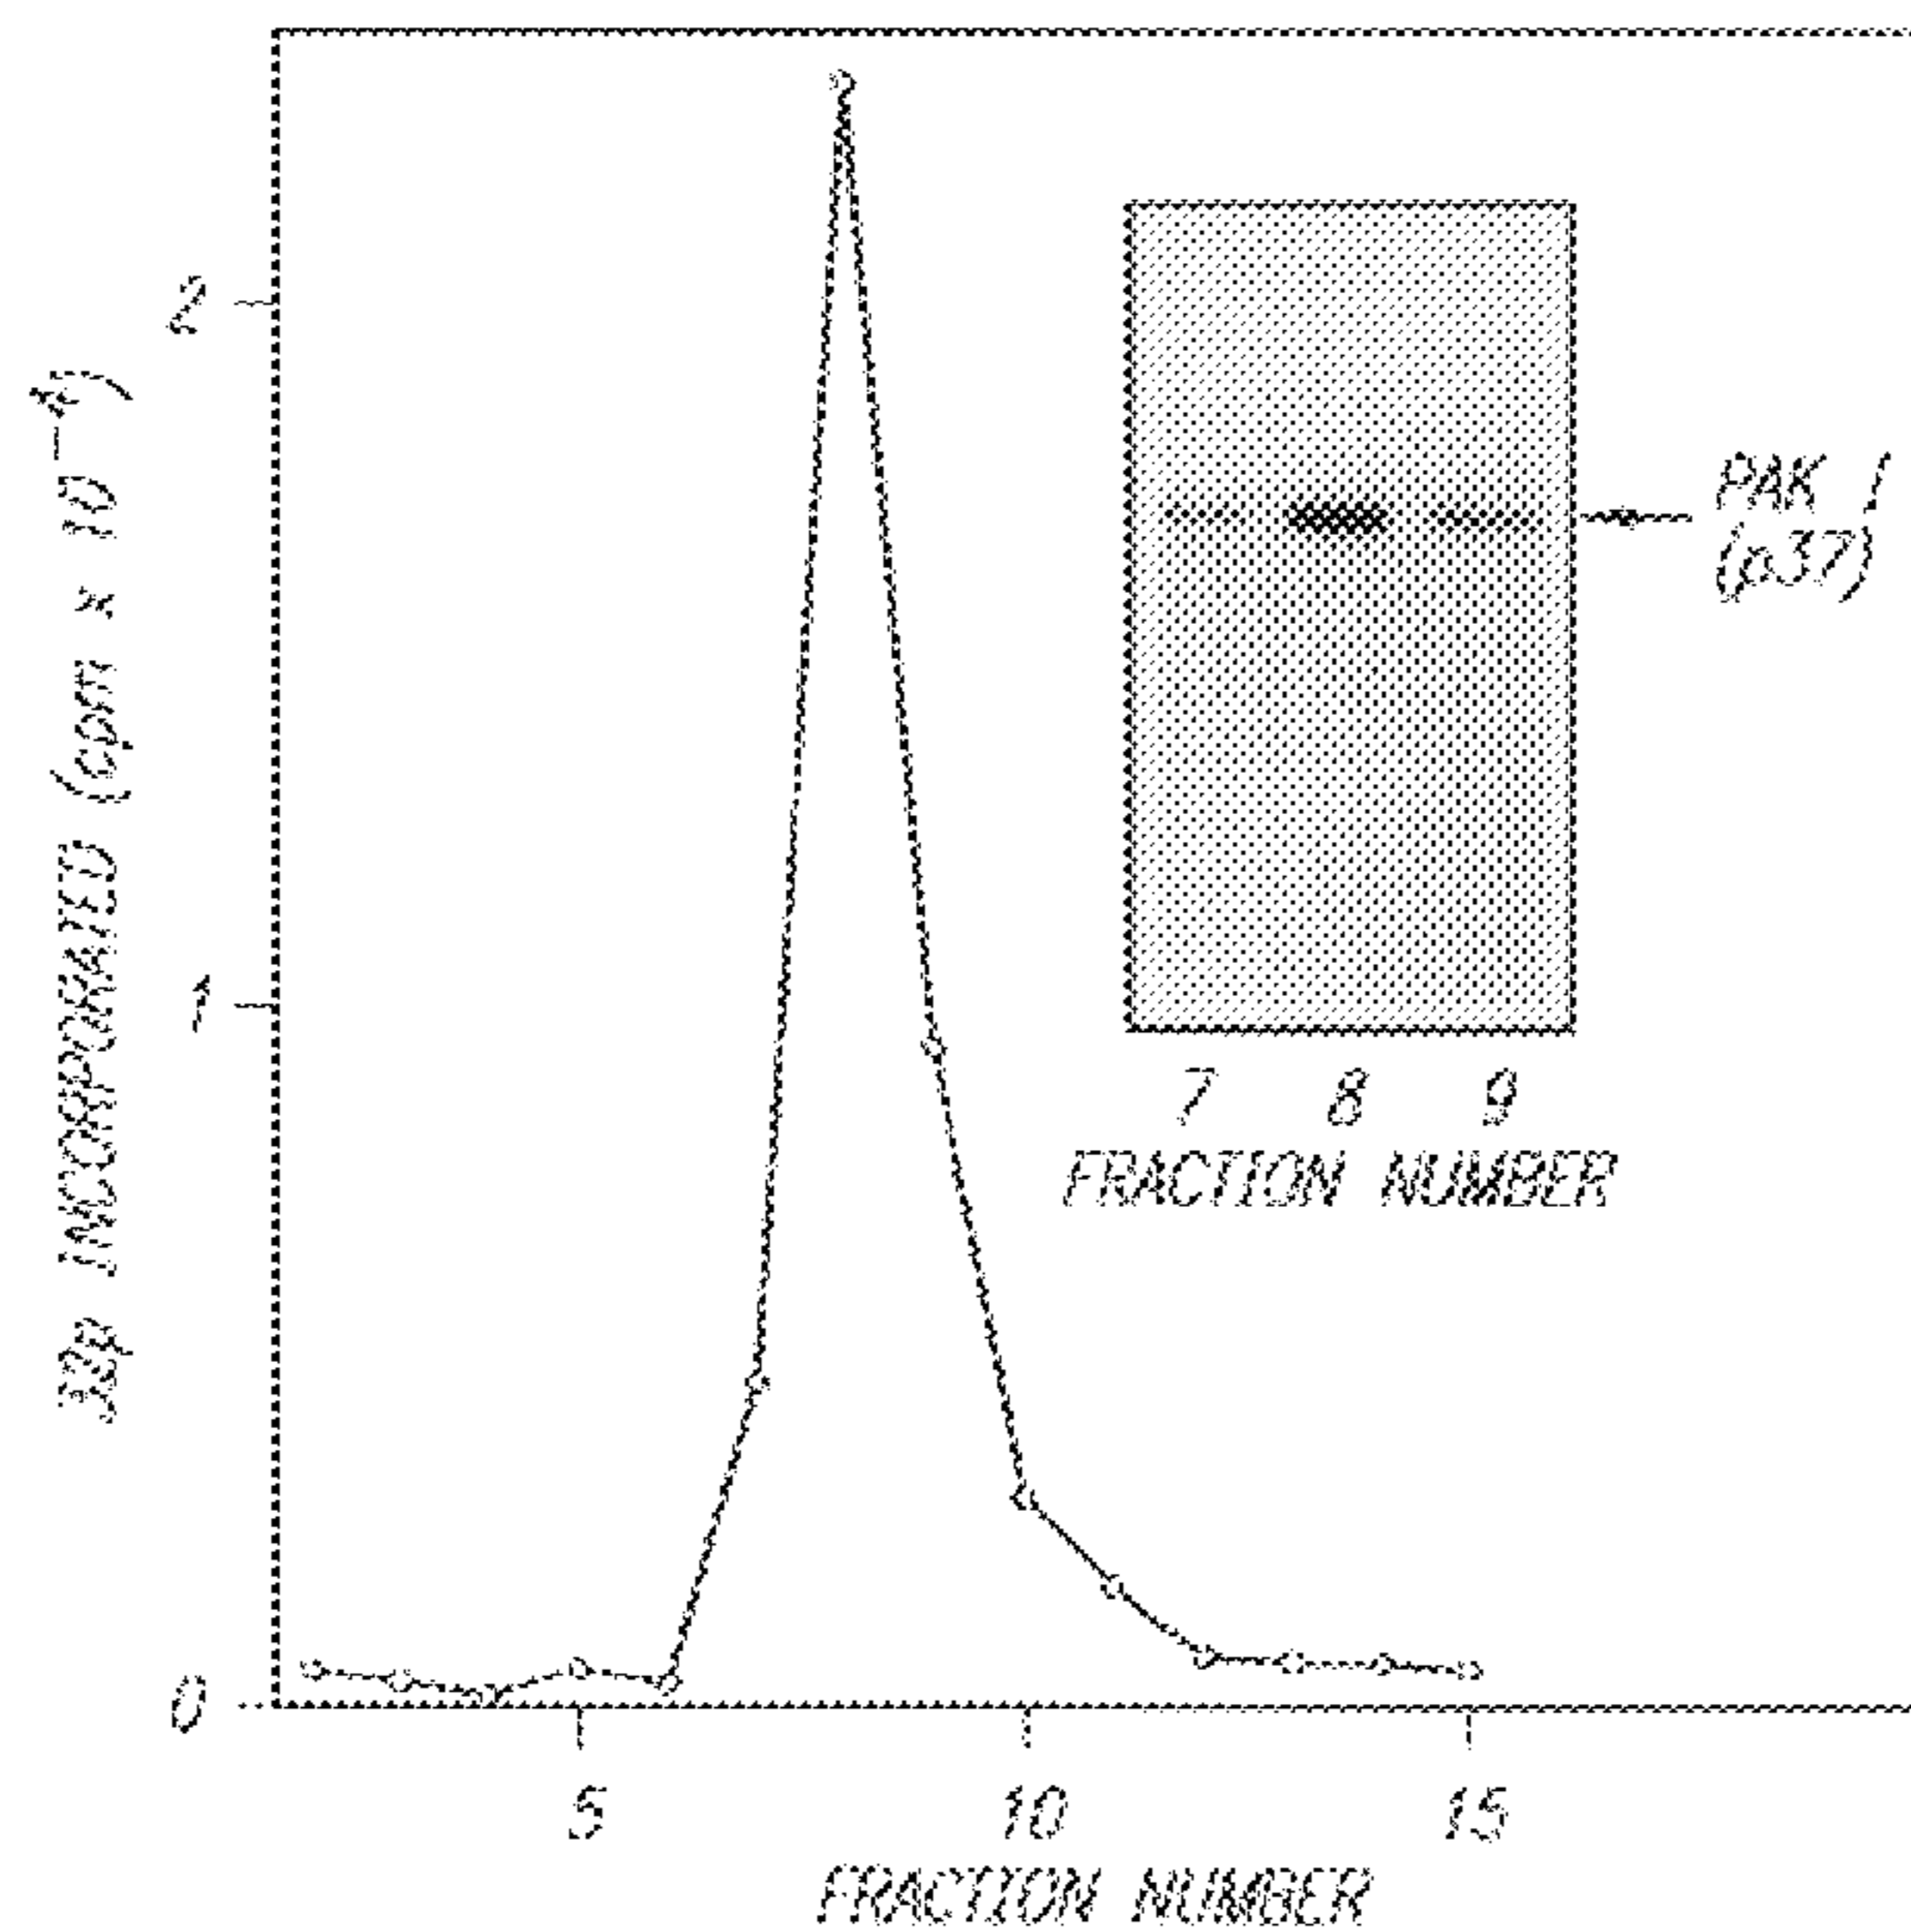 32P INCORPORATED (cpm x 10^-4)
2
1
0
5 10 15
FRACTION NUMBER
PAK I
(p37)
7 8 9
FRACTION NUMBER